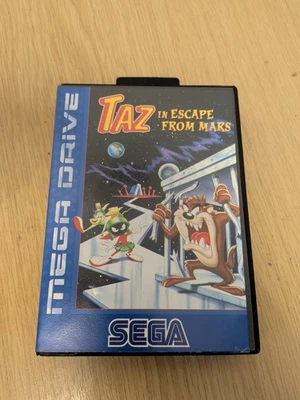 TAZ IN ESCAPE
FROM MARS
MEGA DRIVE
SEGA